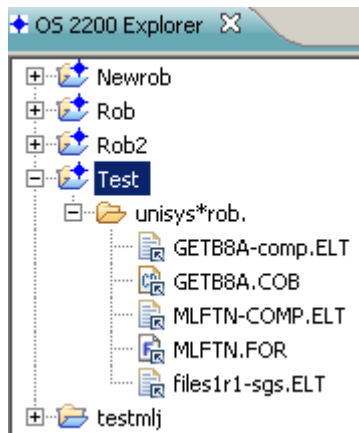 OS 2200 Explorer
Newrob
Rob
Rob2
Test
unisys*rob.
GETB8A-comp.ELT
GETB8A.COB
MLFTN-COMP.ELT
MLFTN.FOR
files1r1-sgs.ELT
testmlj